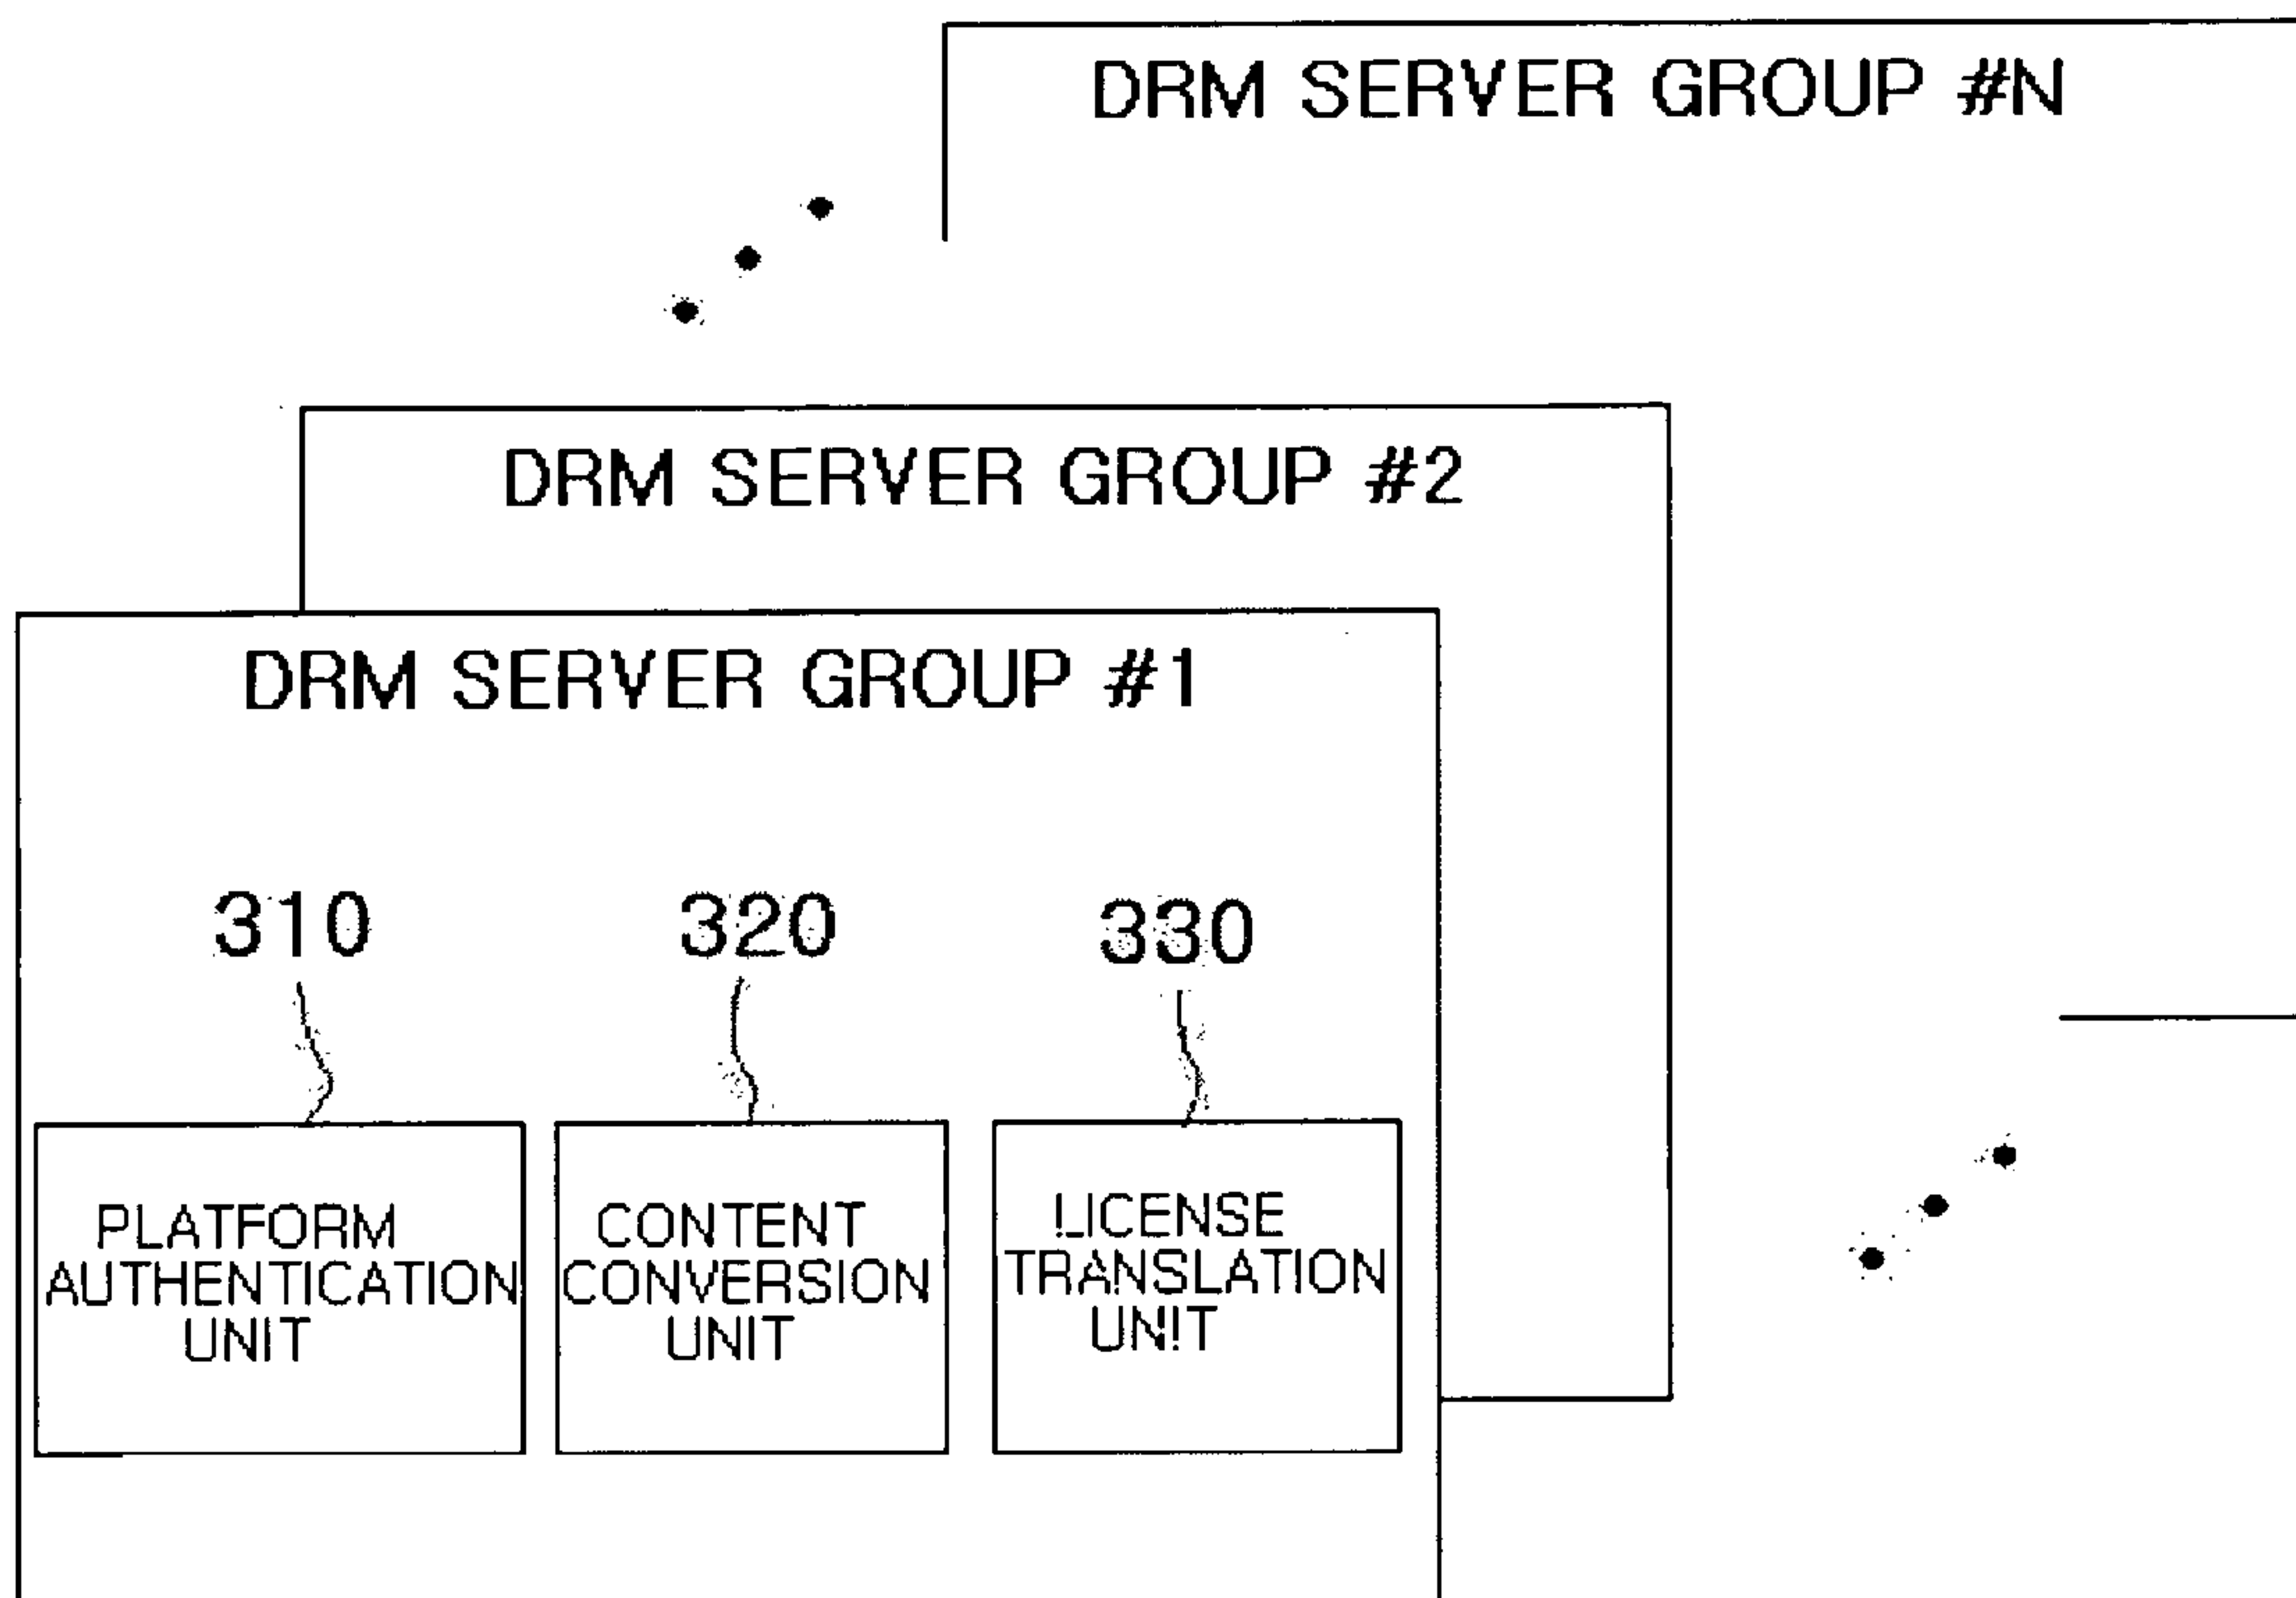 DRM SERVER GROUP #N
DRM SERVER GROUP #2
DRM SERVER GROUP #1
310
320
330
PLATFORM
AUTHENTICATION
UNIT
CONTENT
CONVERSION
UNIT
LICENSE
TRANSLATION
UNIT